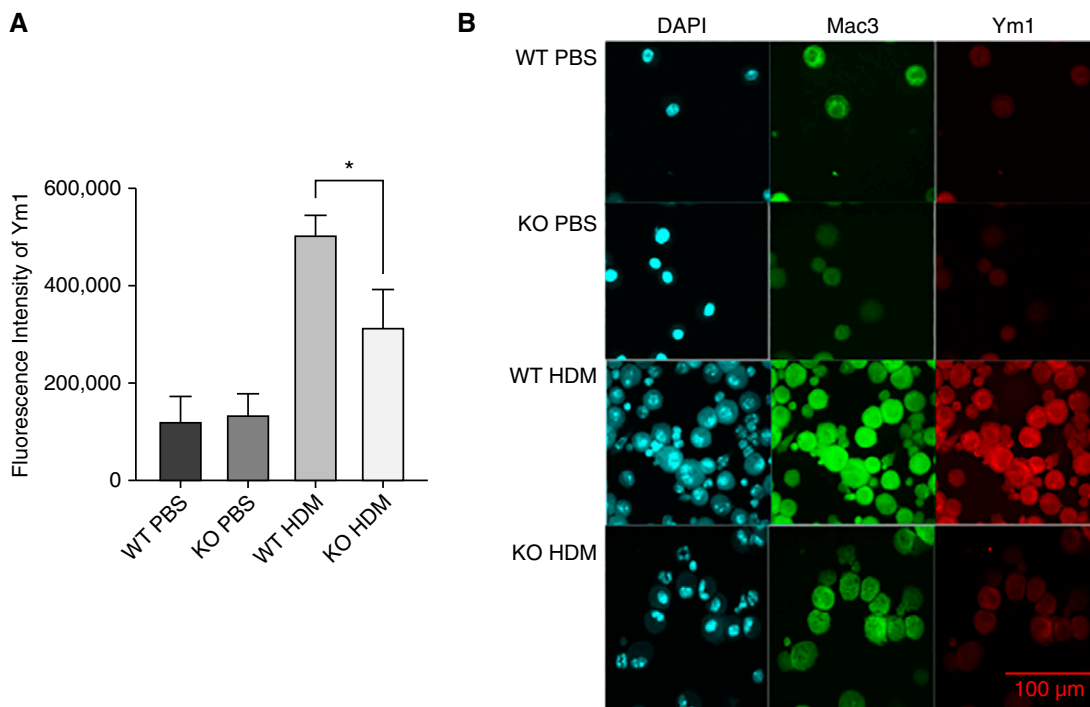 A
Fluorescence Intensity of Ym1
600,000
400,000
200,000
0
*
WT PBS
KO PBS
WT HDM
KO HDM
B
DAPI Mac3 Ym1
WT PBS
KO PBS
WT HDM
KO HDM
100 µm